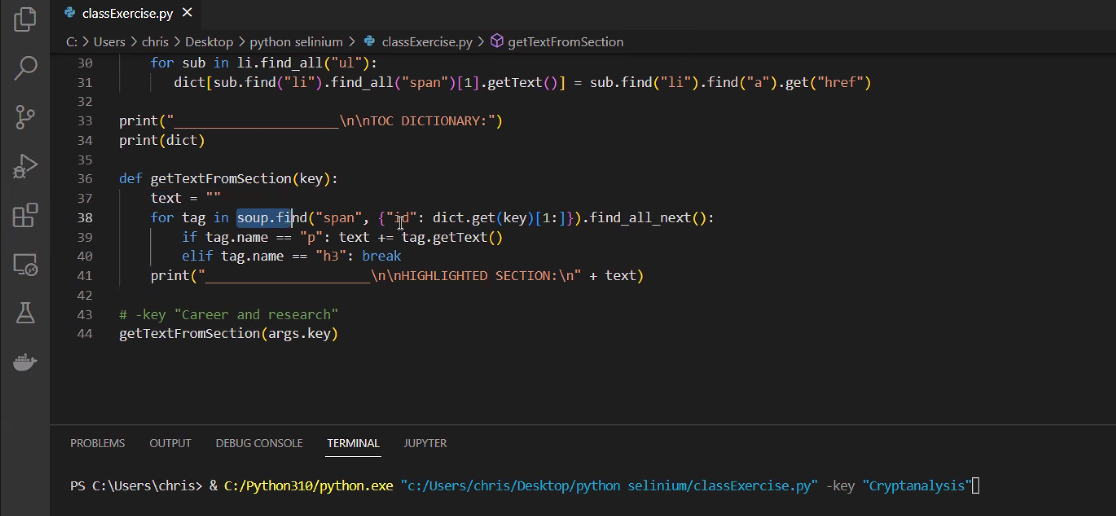 classExercise.py ×
C: > Users > chris > Desktop > python selinium > classExercise.py > getTextFromSection
30 for sub in li.find_all("ul"):
31 dict[sub.find("li").find_all("span")[1].getText()] = sub.find("li").find("a").get("href")
32
33 print("_____________________\n\nTOC DICTIONARY:")
34 print(dict)
35
36 def getTextFromSection(key):
37 text = ""
38 for tag in soup.find("span", {"id": dict.get(key)[1:]}).find_all_next():
39 if tag.name == "p": text += tag.getText()
40 elif tag.name == "h3": break
41 print("_____________________\n\nHIGHLIGHTED SECTION:\n" + text)
42
43 # -key "Career and research"
44 getTextFromSection(args.key)
PROBLEMS OUTPUT DEBUG CONSOLE TERMINAL JUPYTER
PS C:\Users\chris> & C:/Python310/python.exe "c:/Users/chris/Desktop/python selinium/classExercise.py" -key "Cryptanalysis"